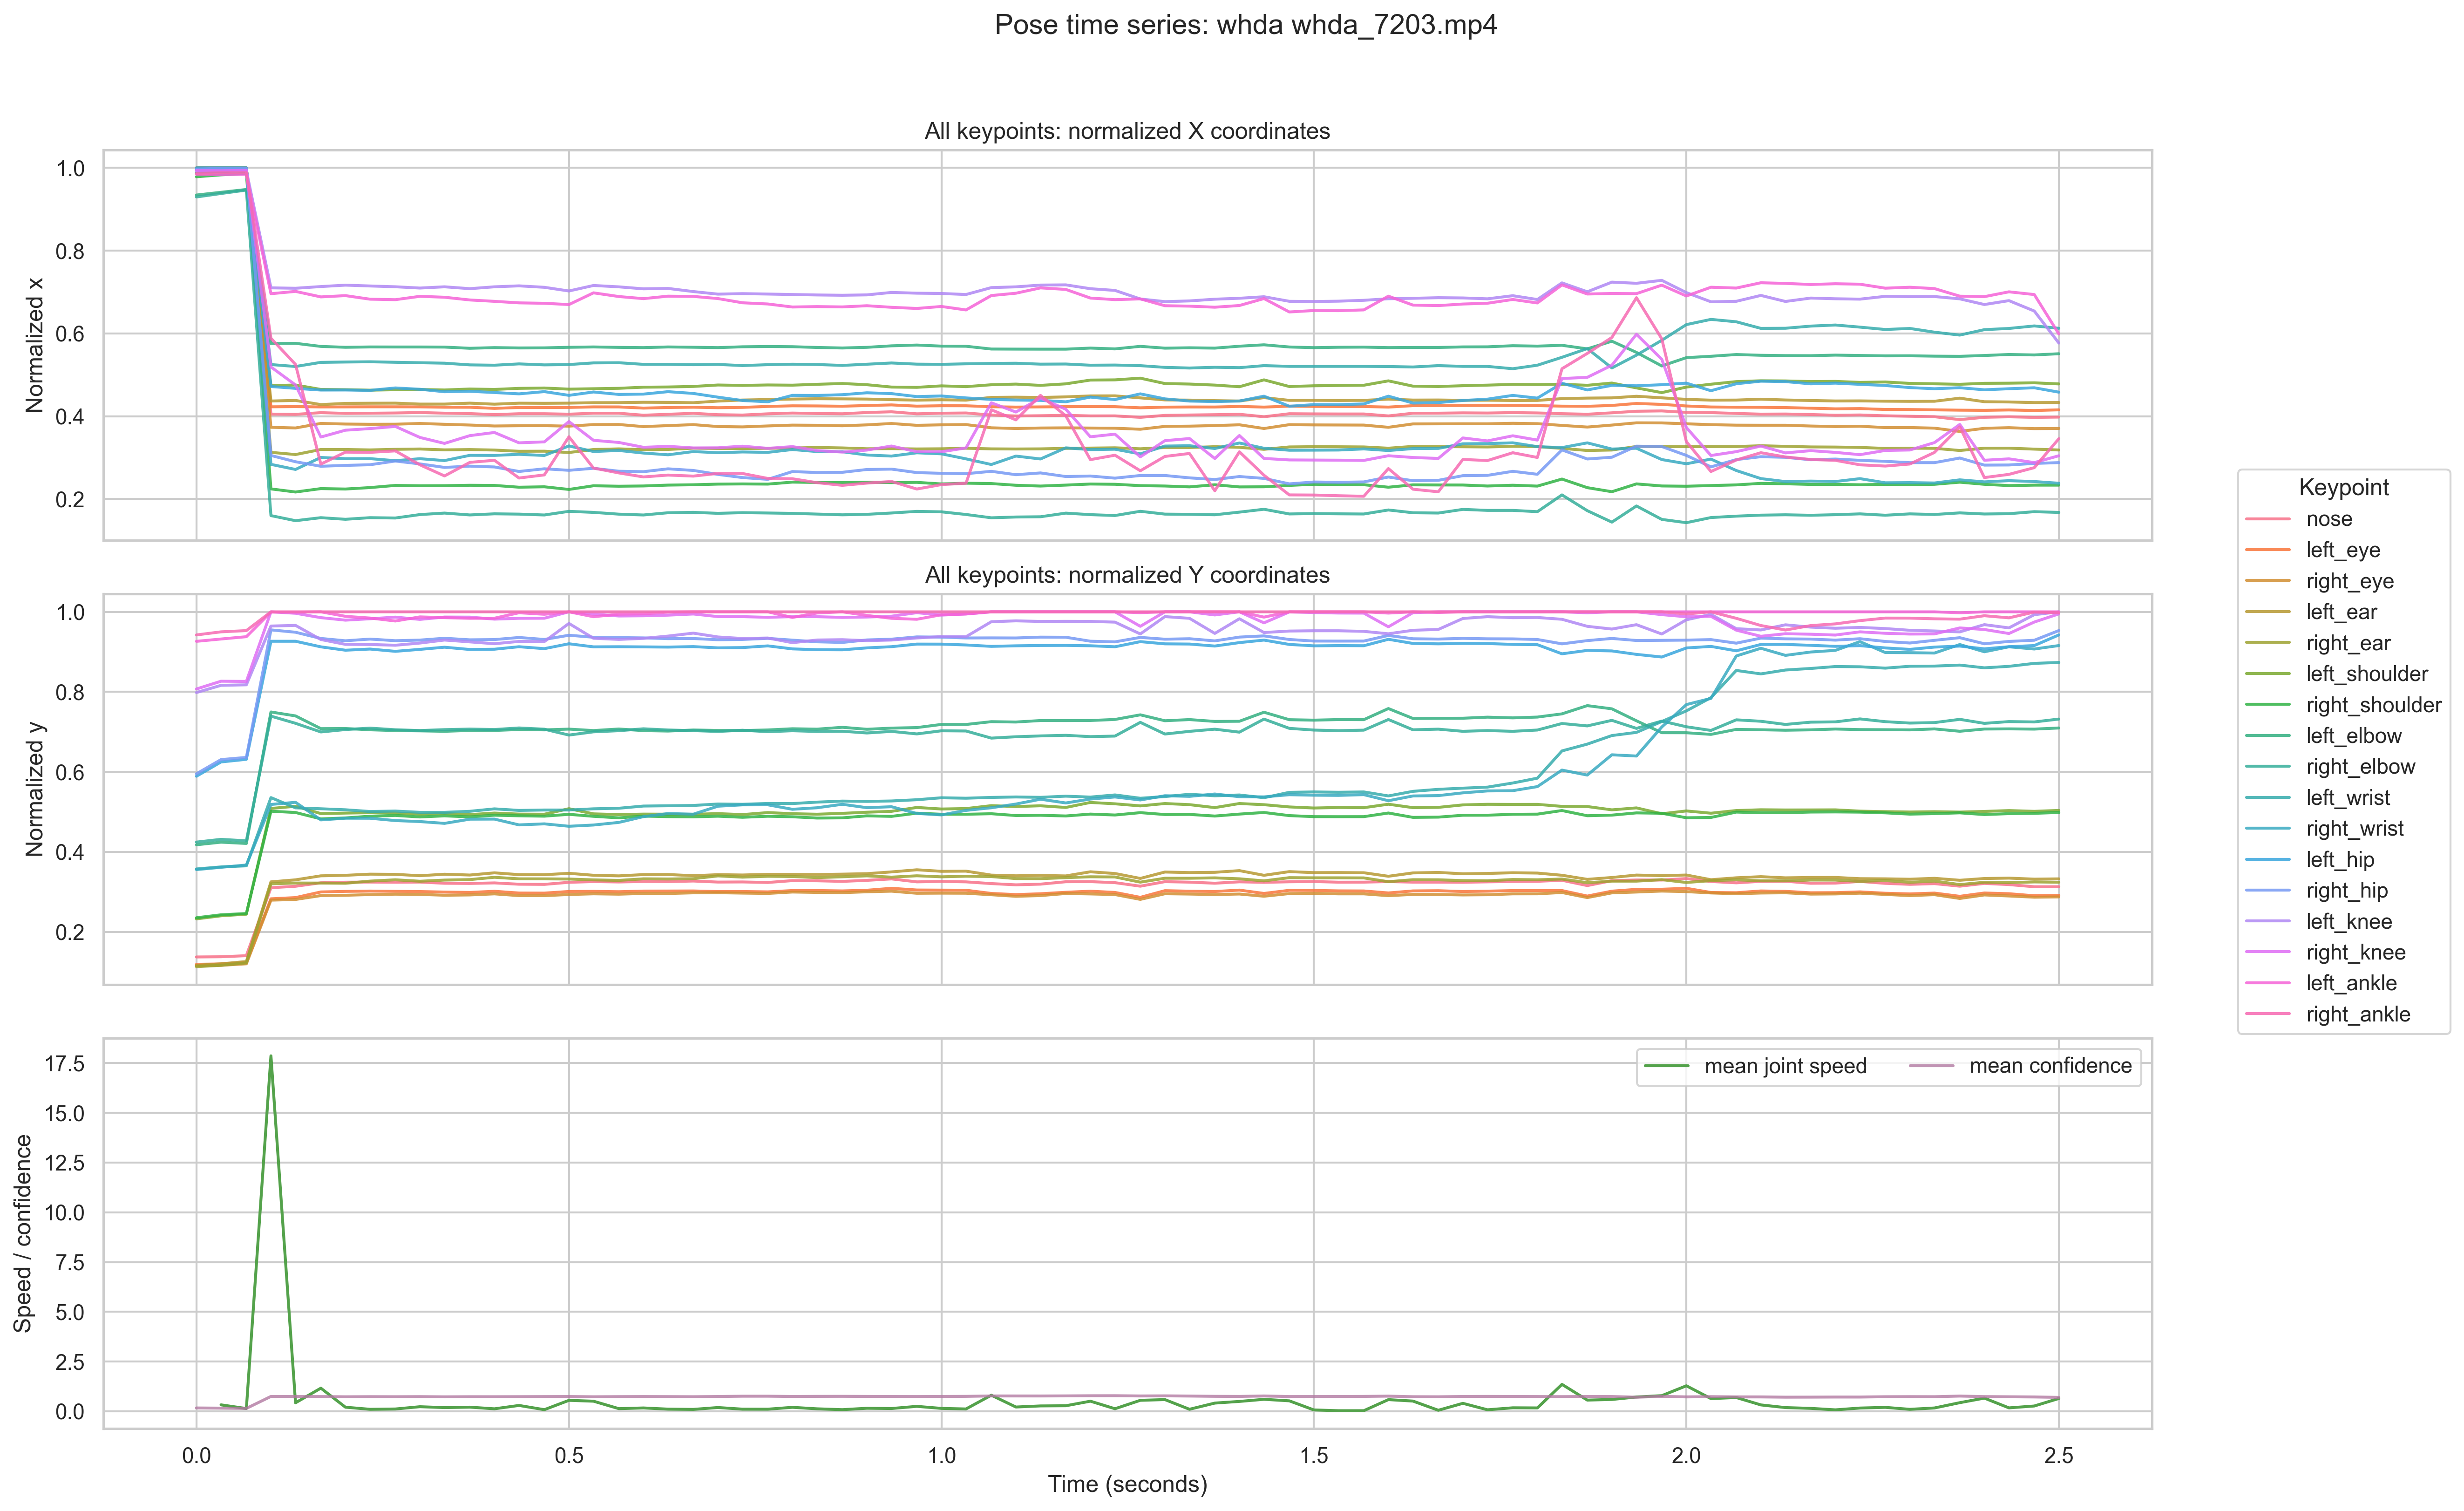 Pose time series: whda whda_7203.mp4
All keypoints: normalized X coordinates
Normalized x
1.0
0.8
0.6
0.4
0.2
All keypoints: normalized Y coordinates
Normalized y
1.0
0.8
0.6
0.4
0.2
Keypoint
nose
left_eye
right_eye
left_ear
right_ear
left_shoulder
right_shoulder
left_elbow
right_elbow
left_wrist
right_wrist
left_hip
right_hip
left_knee
right_knee
left_ankle
right_ankle
Speed / confidence
17.5
15.0
12.5
10.0
7.5
5.0
2.5
0.0
mean joint speed mean confidence
0.0 0.5 1.0 1.5 2.0 2.5
Time (seconds)